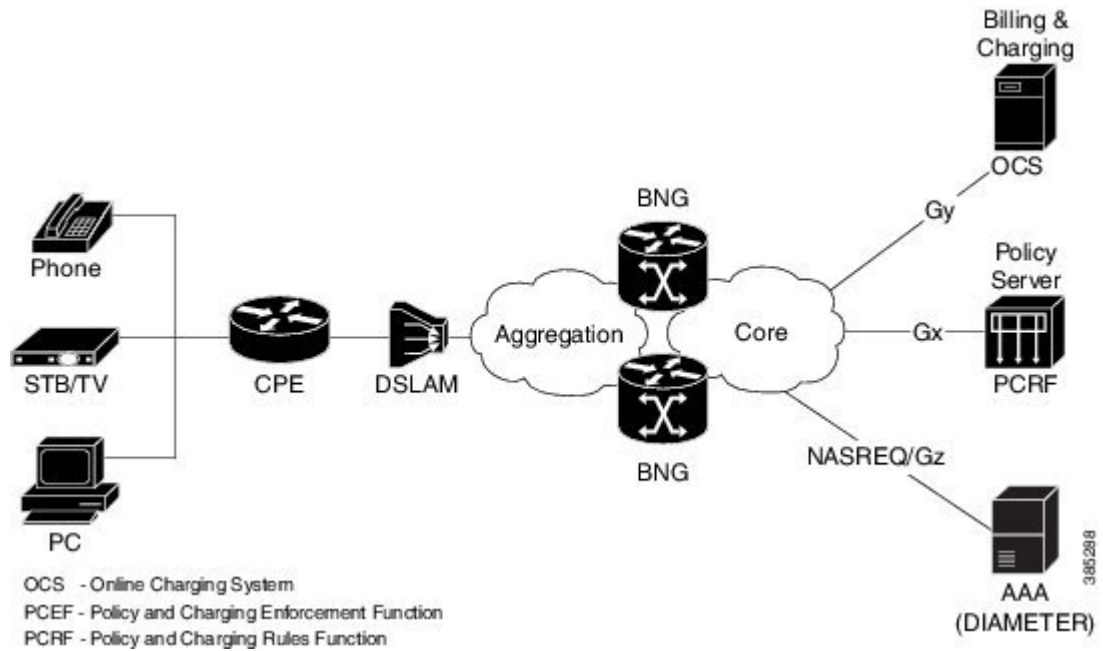 Billing &
Charging
OCS
BNG
Gy
Phone
Policy
Server
Aggregation
Core
Gx
STB/TV
CPE
DSLAM
PCRF
BNG
NASREQ/Gz
PC
AAA
(DIAMETER)
385288
OCS - Online Charging System
PCEF - Policy and Charging Enforcement Function
PCRF - Policy and Charging Rules Function